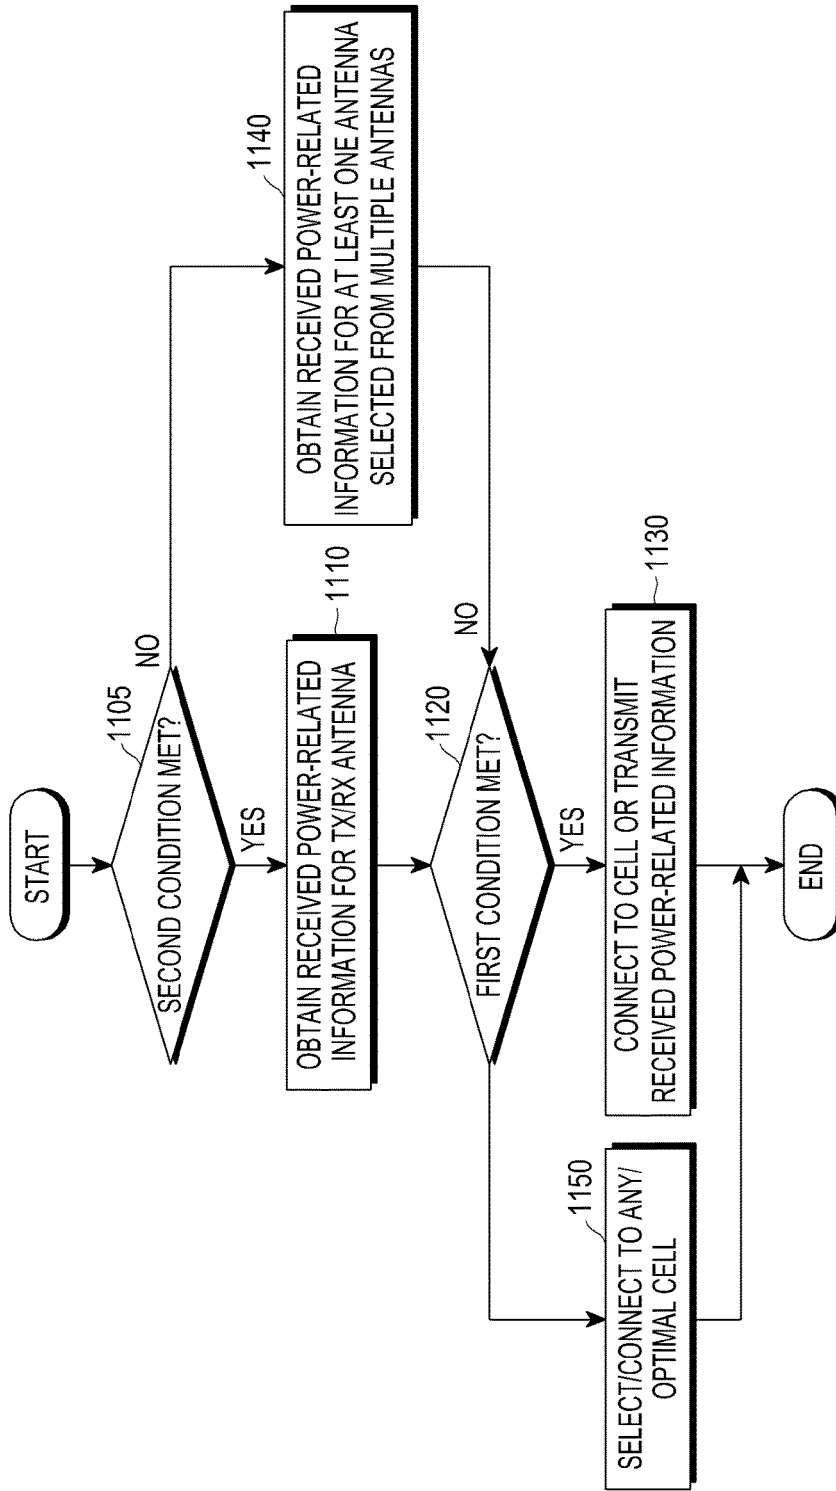 START
1105
SECOND CONDITION MET?
NO
YES
1140
OBTAIN RECEIVED POWER-RELATED
INFORMATION FOR AT LEAST ONE ANTENNA
SELECTED FROM MULTIPLE ANTENNAS
1110
OBTAIN RECEIVED POWER-RELATED
INFORMATION FOR TX/RX ANTENNA
1120
FIRST CONDITION MET?
NO
YES
1150
SELECT/CONNECT TO ANY/
OPTIMAL CELL
1130
CONNECT TO CELL OR TRANSMIT
RECEIVED POWER-RELATED INFORMATION
END